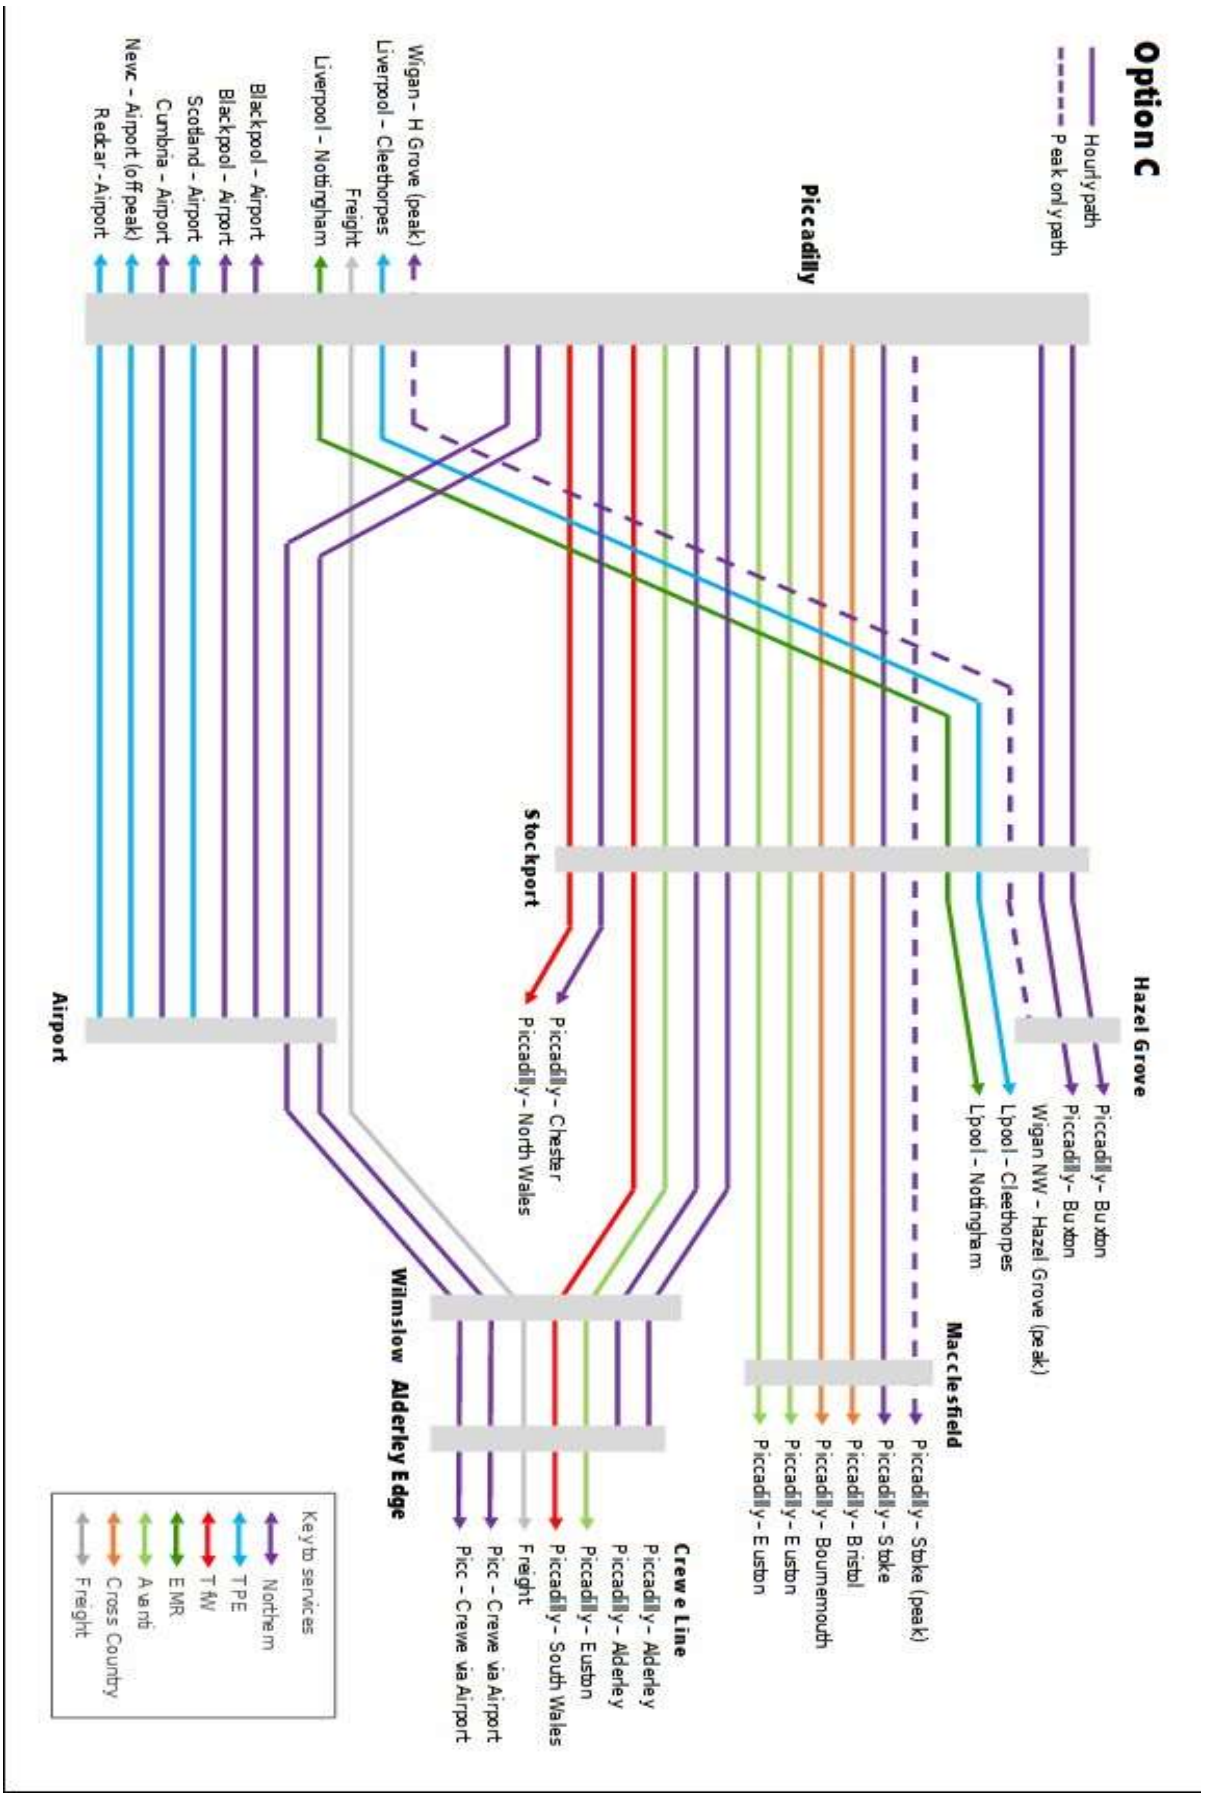 Option C
Hourly path
Peak only path
Piccadilly
Wigan – H Grove (peak)
Liverpool – Cleethorpes
Freight
Liverpool – Nottingham
Blackpool – Airport
Blackpool – Airport
Scotland – Airport
Cumbria – Airport
Newc – Airport (off peak)
Redcar - Airport
Hazel Grove
Piccadilly – Buxton
Piccadilly – Buxton
Wigan NW – Hazel Grove (peak)
L'pool – Cleethorpes
L'pool – Nottingham
Stockport
Piccadilly – Chester
Piccadilly – North Wales
Airport
Macclesfield
Piccadilly – Stoke (peak)
Piccadilly – Stoke
Piccadilly – Bristol
Piccadilly – Bournemouth
Piccadilly – Euston
Piccadilly – Euston
Wilmslow Alderley Edge
Crewe Line
Piccadilly – Alderley
Piccadilly – Alderley
Piccadilly – Euston
Piccadilly – South Wales
Freight
Picc – Crewe via Airport
Picc – Crewe via Airport
Key to services
Northern
TPE
TfW
EMR
Avanti
Cross Country
Freight